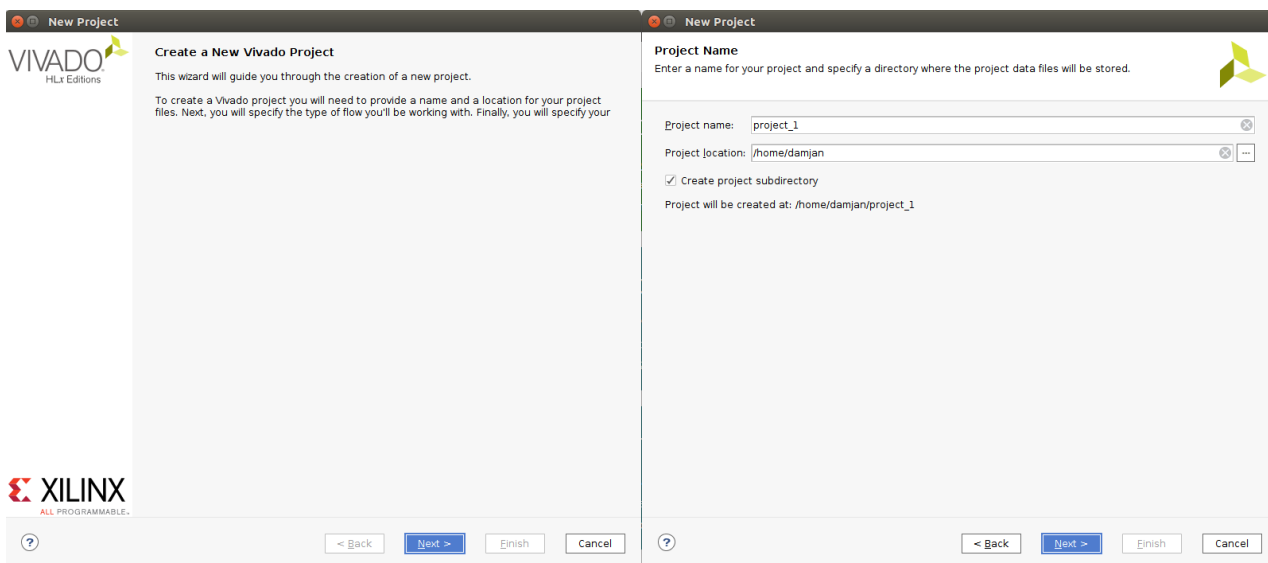 New Project
VIVADO
HLx Editions
Create a New Vivado Project
This wizard will guide you through the creation of a new project.
To create a Vivado project you will need to provide a name and a location for your project
files. Next, you will specify the type of flow you'll be working with. Finally, you will specify your
XILINX
ALL PROGRAMMABLE™
?
< Back
Next >
Finish
Cancel
New Project
Project Name
Enter a name for your project and specify a directory where the project data files will be stored.
Project name: project_1
Project location: /home/damjan
...
Create project subdirectory
Project will be created at: /home/damjan/project_1
?
< Back
Next >
Finish
Cancel